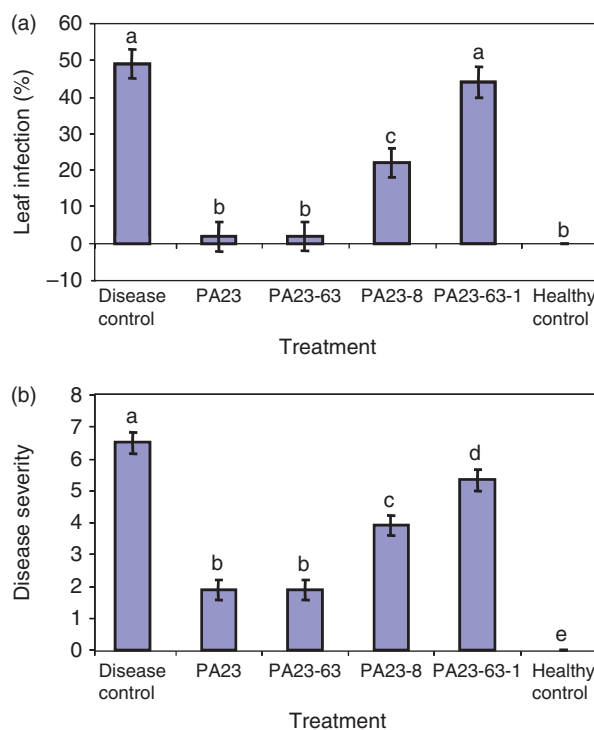 (a)
Leaf infection (%)
60
50
40
30
20
10
0
–10
a
b
b
c
a
b
Disease control
PA23
PA23-63
PA23-8
PA23-63-1
Healthy control
Treatment
(b)
Disease severity
8
7
6
5
4
3
2
1
0
a
b
b
c
d
e
Disease control
PA23
PA23-63
PA23-8
PA23-63-1
Healthy control
Treatment